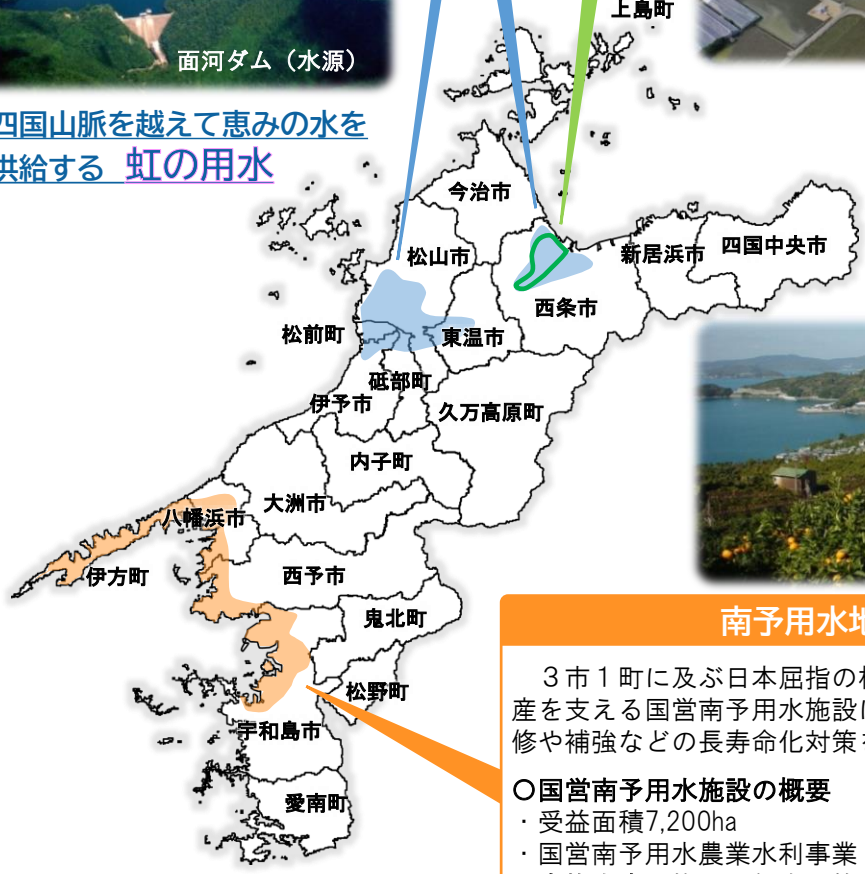 面河ダム（水源）
四国山脈を越えて恵みの水を
供給する 虹の用水
上島町
今治市
松山市
新居浜市
四国中央市
西条市
松前町
東温市
砥部町
伊予市
久万高原町
内子町
大洲市
八幡浜市
伊方町
西予市
鬼北町
松野町
宇和島市
愛南町
南予用水地
３市１町に及ぶ日本屈指の
産を支える国営南予用水施設
修や補強などの長寿命化対策
○国営南予用水施設の概要
・受益面積7,200ha
・国営南予用水農業水利事業